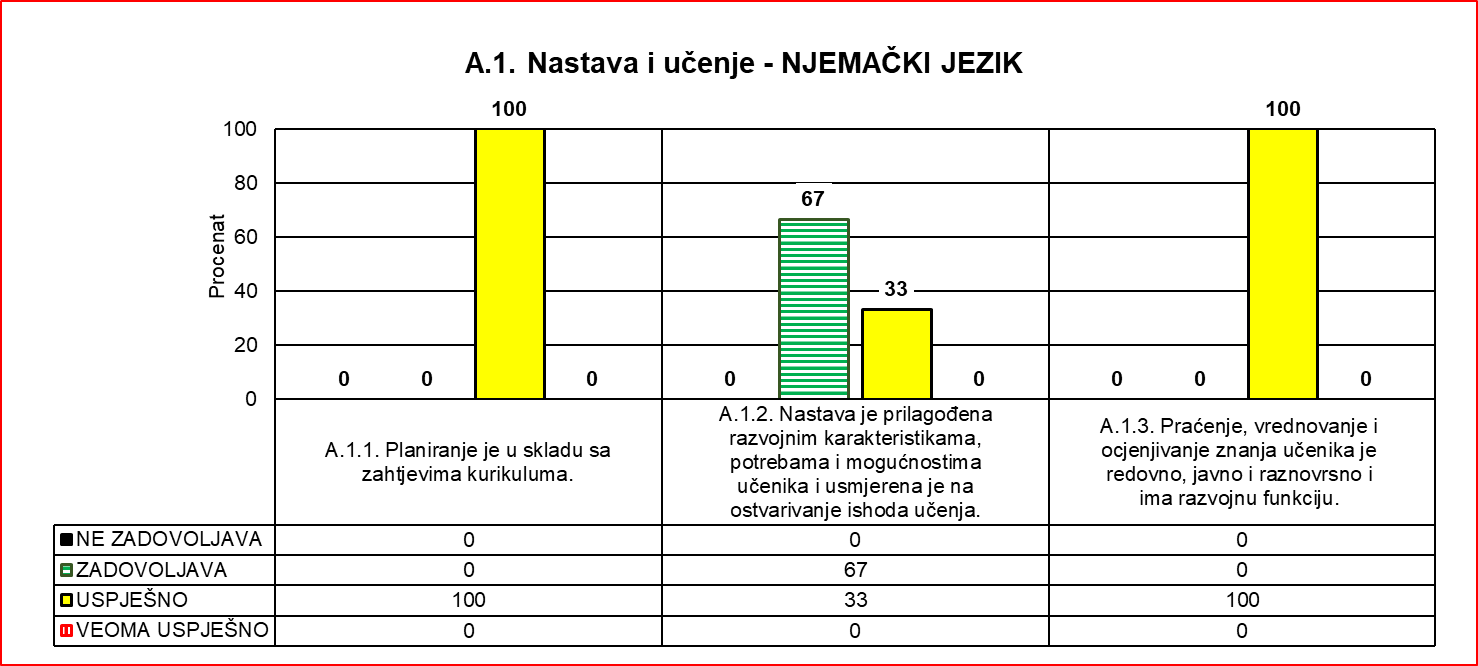 A.1. Nastava i učenje - NJEMAČKI JEZIK
100
100
100
80
67
60
Procenat
40
33
20
0
0
0
0
0
0
0
0
0
A.1.1. Planiranje je u skladu sa
zahtjevima kurikuluma.
A.1.2. Nastava je prilagođena
razvojnim karakteristikama,
potrebama i mogućnostima
učenika i usmjerena je na
ostvarivanje ishoda učenja.
A.1.3. Praćenje, vrednovanje i
ocjenjivanje znanja učenika je
redovno, javno i raznovrsno i
ima razvojnu funkciju.
NE ZADOVOLJAVA 0 0 0
ZADOVOLJAVA 0 67 0
USPJEŠNO 100 33 100
VEOMA USPJEŠNO 0 0 0